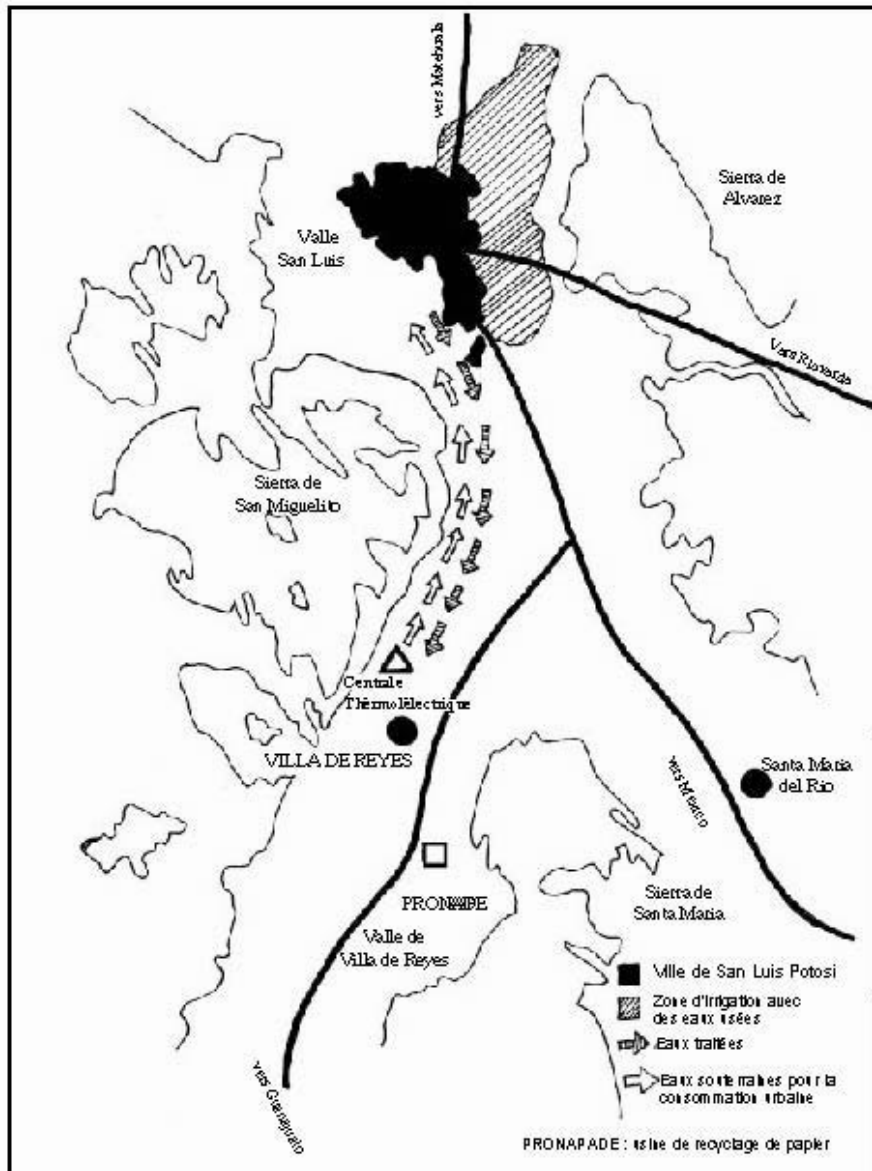 vers Matehuala
Sierra de
Alvarez
Valle
San Luis
Vers Rioverde
Sierra de
San Miguelito
Centrale
Thermoléléctrique
VILLA DE REYES
vers Mexico
Santa Maria
del Rio
PRONAPE
Sierra de
Santa Maria
Valle de
Villa de Reyes
vers Guanajuato
Ville de San Luis Potosi
Zone d'irrigation avec
des eaux usées
Eaux traitées
Eaux souterraines pour la
consommation urbaine
PRONAPADE : usine de recyclage de papier